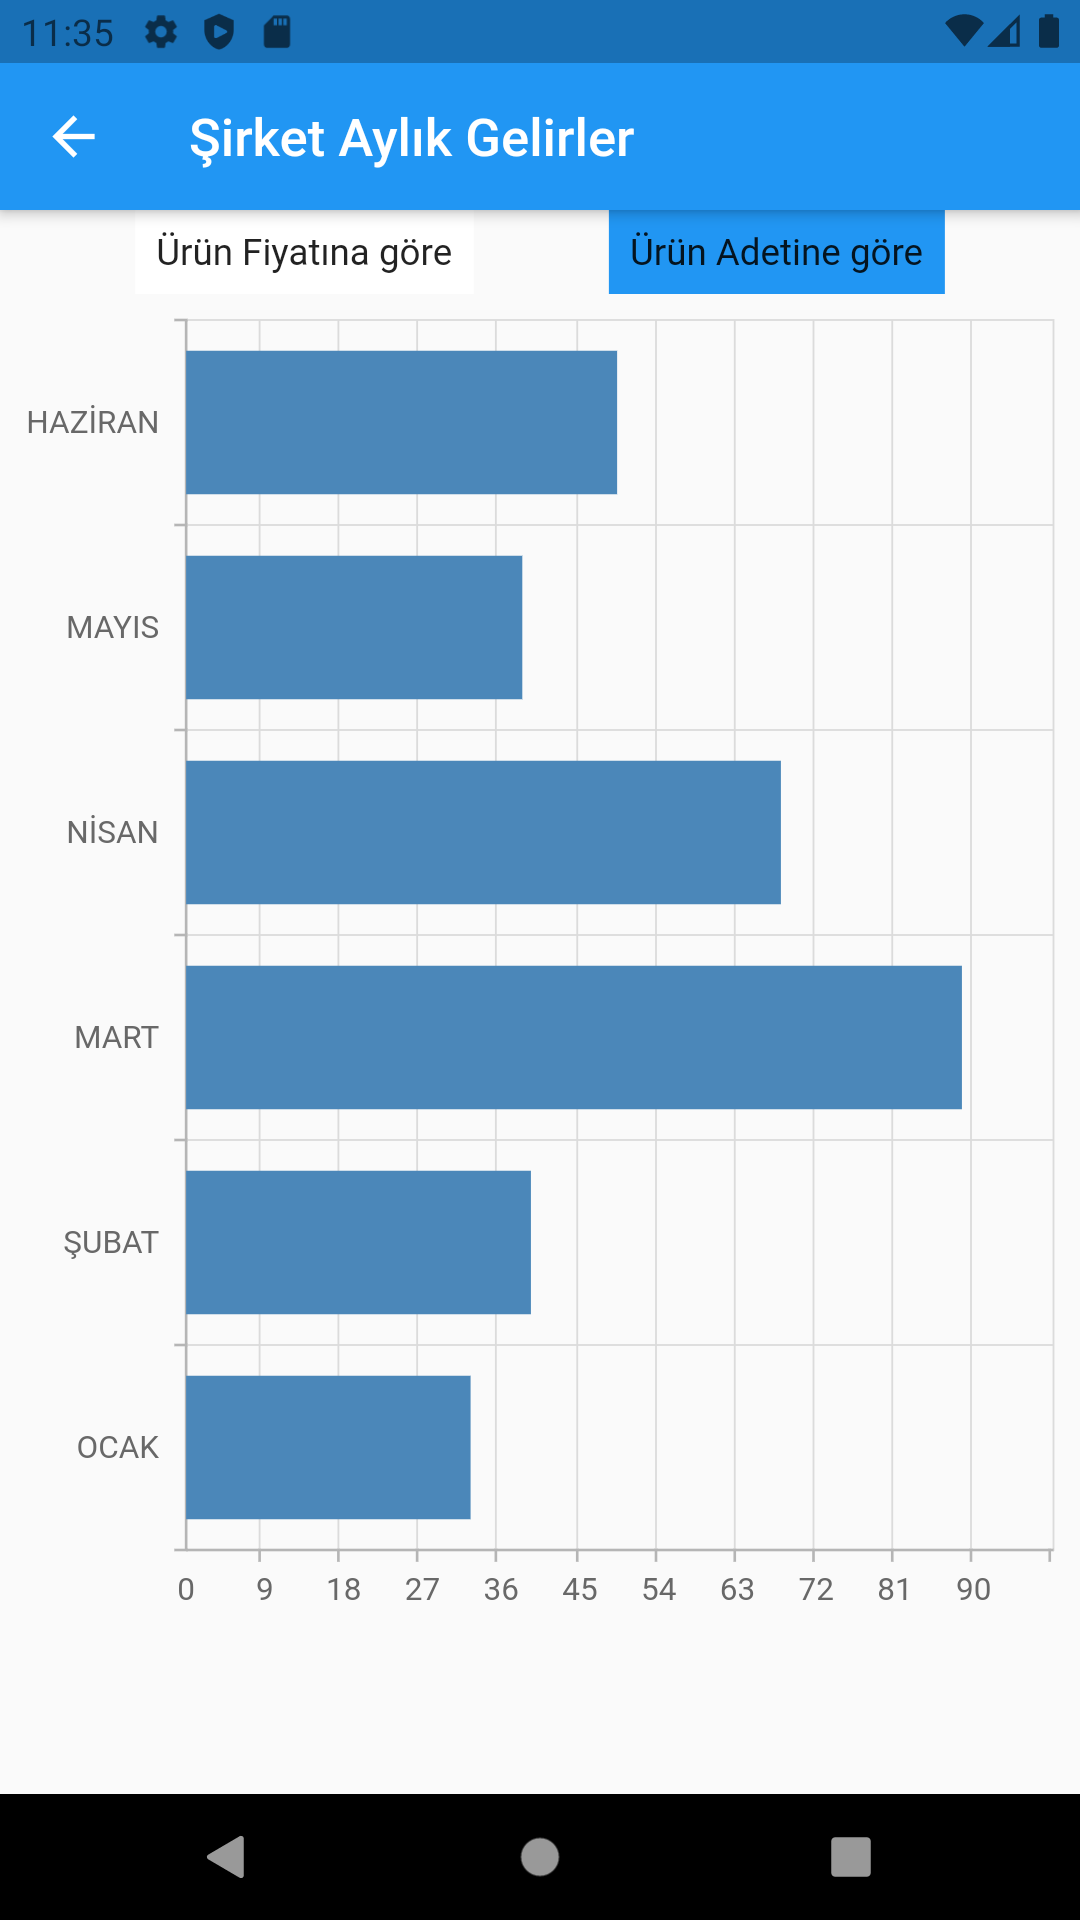 11:35
Şirket Aylık Gelirler
Ürün Fiyatına göre
Ürün Adetine göre
HAZİRAN
MAYIS
NİSAN
MART
ŞUBAT
OCAK
0 9 18 27 36 45 54 63 72 81 90